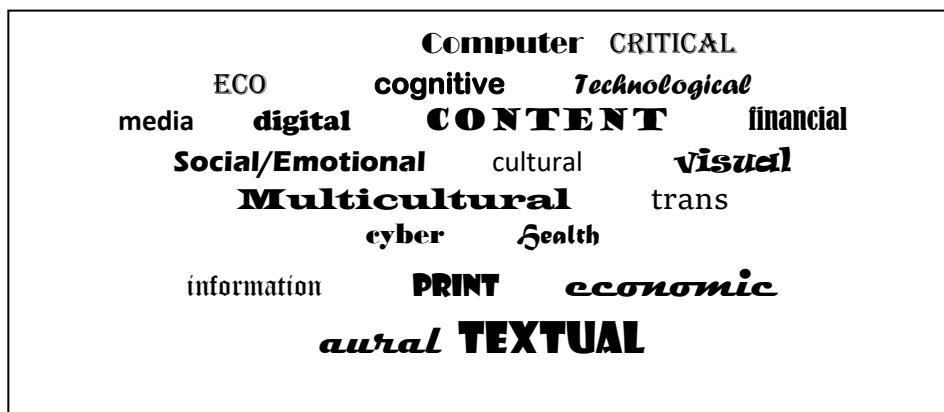 Computer CRITICAL
ECO cognitive Technological
media digital CONTENT financial
Social/Emotional cultural visual
Multicultural trans
cyber Health
information PRINT economic
aural TEXTUAL